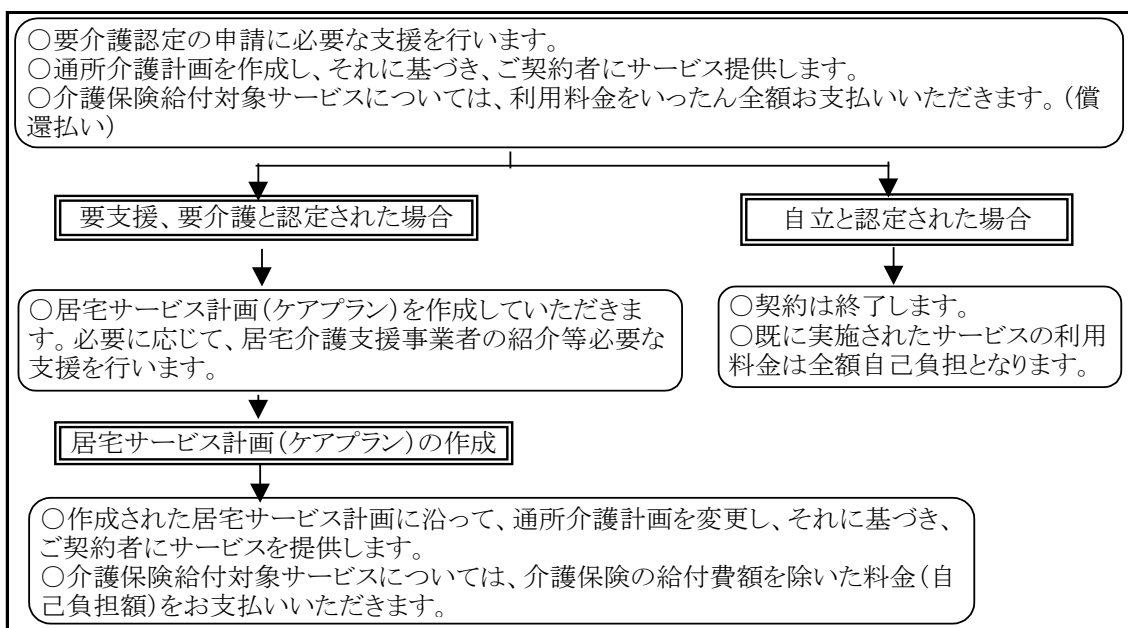 ○要介護認定の申請に必要な支援を行います。
○通所介護計画を作成し、それに基づき、ご契約者にサービス提供します。
○介護保険給付対象サービスについては、利用料金をいったん全額お支払いいただきます。(償
還払い)
要支援、要介護と認定された場合
自立と認定された場合
○居宅サービス計画(ケアプラン)を作成していただきま
す。必要に応じて、居宅介護支援事業者の紹介等必要な
支援を行います。
○契約は終了します。
○既に実施されたサービスの利用
料金は全額自己負担となります。
居宅サービス計画(ケアプラン)の作成
○作成された居宅サービス計画に沿って、通所介護計画を変更し、それに基づき、
ご契約者にサービスを提供します。
○介護保険給付対象サービスについては、介護保険の給付費額を除いた料金(自
己負担額)をお支払いいただきます。